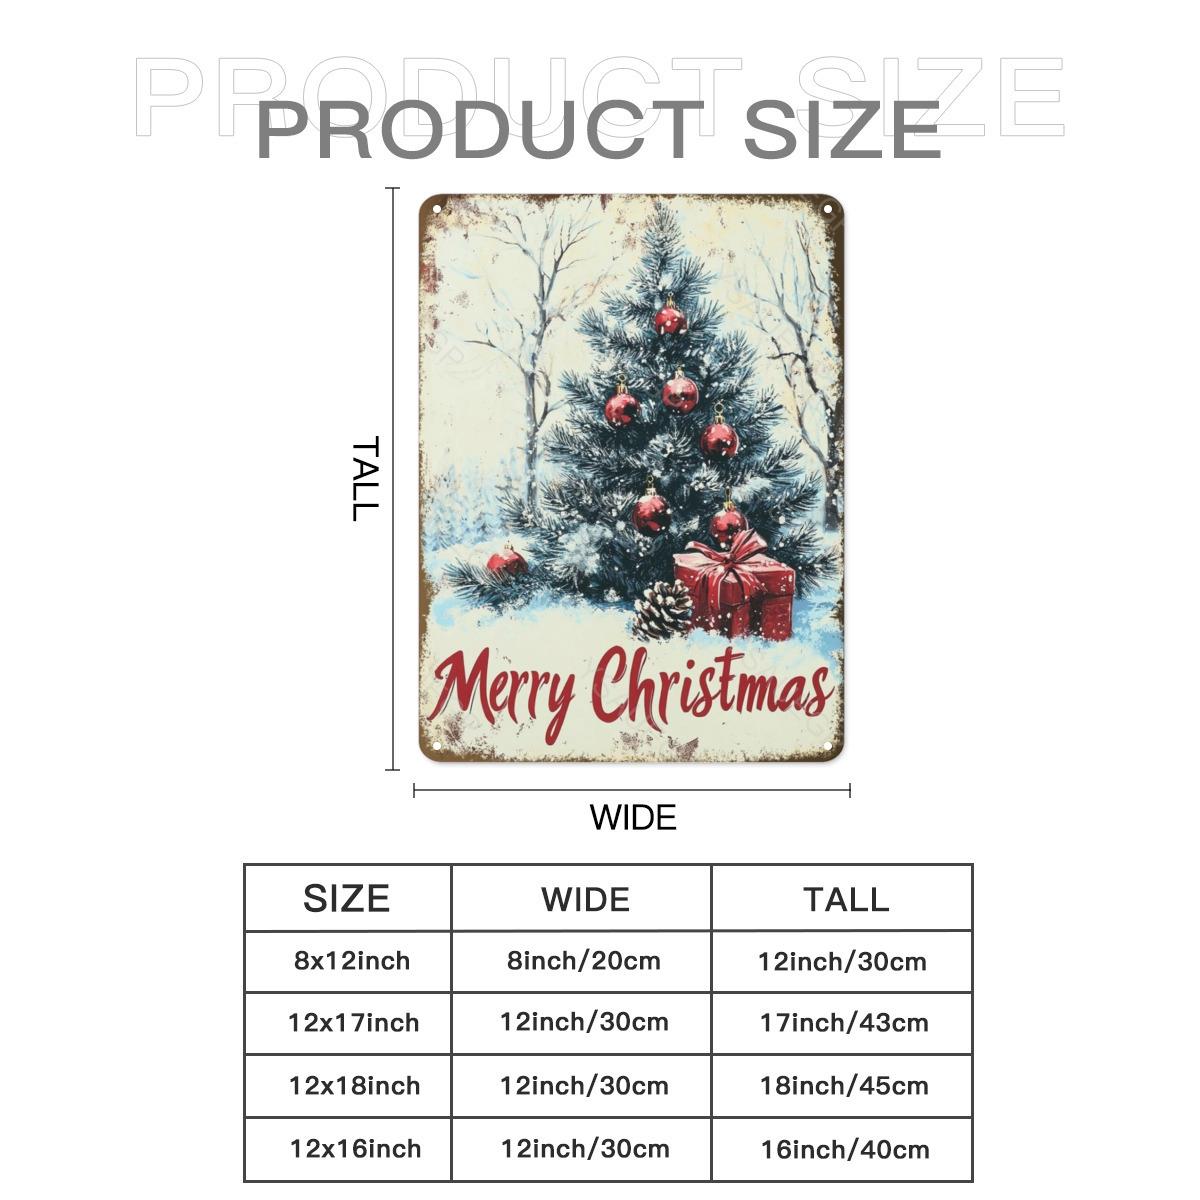 PRODUCT SIZE
PRODUCT SIZE
TALL
Merry Christmas
WIDE
SIZE WIDE TALL
8x12inch 8inch/20cm 12inch/30cm
12x17inch 12inch/30cm 17inch/43cm
12x18inch 12inch/30cm 18inch/45cm
12x16inch 12inch/30cm 16inch/40cm